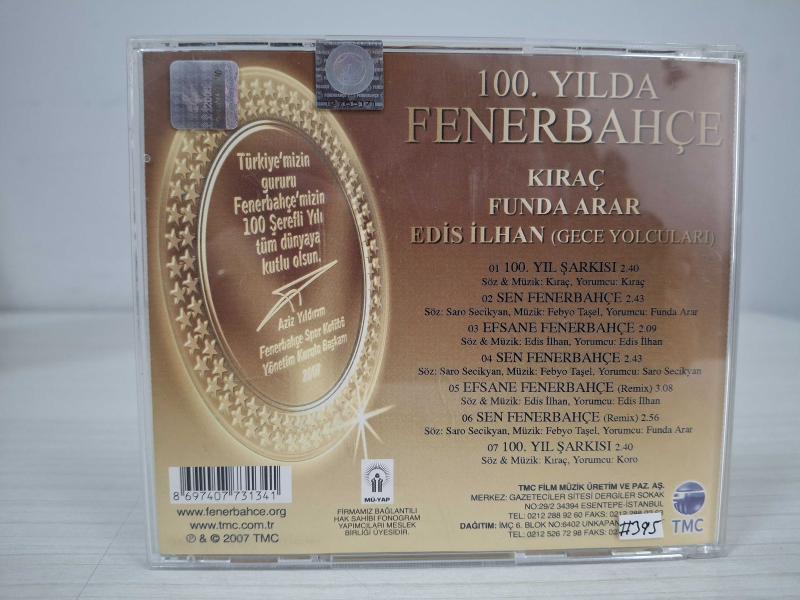 100. YILDA
FENERBAHÇE
KIRAÇ
FUNDA ARAR
EDİS İLHAN (GECE YOLCULARI)
01 100. YIL ŞARKISI 2.40
Söz & Müzik: Kıraç, Yorumcu: Kıraç
02 SEN FENERBAHÇE 2.43
Söz: Saro Secikyan, Müzik: Febyo Taşel, Yorumcu: Funda Arar
03 EFSANE FENERBAHÇE 2.09
Söz & Müzik: Edis İlhan, Yorumcu: Edis İlhan
04 SEN FENERBAHÇE 2.43
Söz: Saro Secikyan, Müzik: Febyo Taşel, Yorumcu: Saro Secikyan
05 EFSANE FENERBAHÇE (Remix) 3.08
Söz & Müzik: Edis İlhan, Yorumcu: Edis İlhan
06 SEN FENERBAHÇE (Remix) 2.56
Söz: Saro Secikyan, Müzik: Febyo Taşel, Yorumcu: Funda Arar
07 100. YIL ŞARKISI 2.40
Söz & Müzik: Kıraç, Yorumcu: Koro
Türkiye'mizin
gururu
Fenerbahçe'mizin
100 Şerefli Yılı
tüm dünyaya
kutlu olsun.
Aziz Yıldırım
Fenerbahçe Spor Kulübü
Yönetim Kurulu Başkanı
2007
8 697407 731341
www.fenerbahce.org
www.tmc.com.tr
℗ & © 2007 TMC
MÜ-YAP
FİRMAMIZ BAĞLANTILI
HAK SAHİBİ FONOGRAM
YAPIMCILARI MESLEK
BİRLİĞİ ÜYESİDİR.
TMC FİLM MÜZİK ÜRETİM VE PAZ. AŞ.
MERKEZ: GAZETECİLER SİTESİ DERGİLER SOKAK
NO:29/2 34394 ESENTEPE-İSTANBUL
TEL: 0212 288 92 60 FAKS: 0212 288
DAĞITIM: İMÇ 6. BLOK NO:6402 UNKAPAN
TEL: 0212 526 72 98 FAKS:
#395
TMC